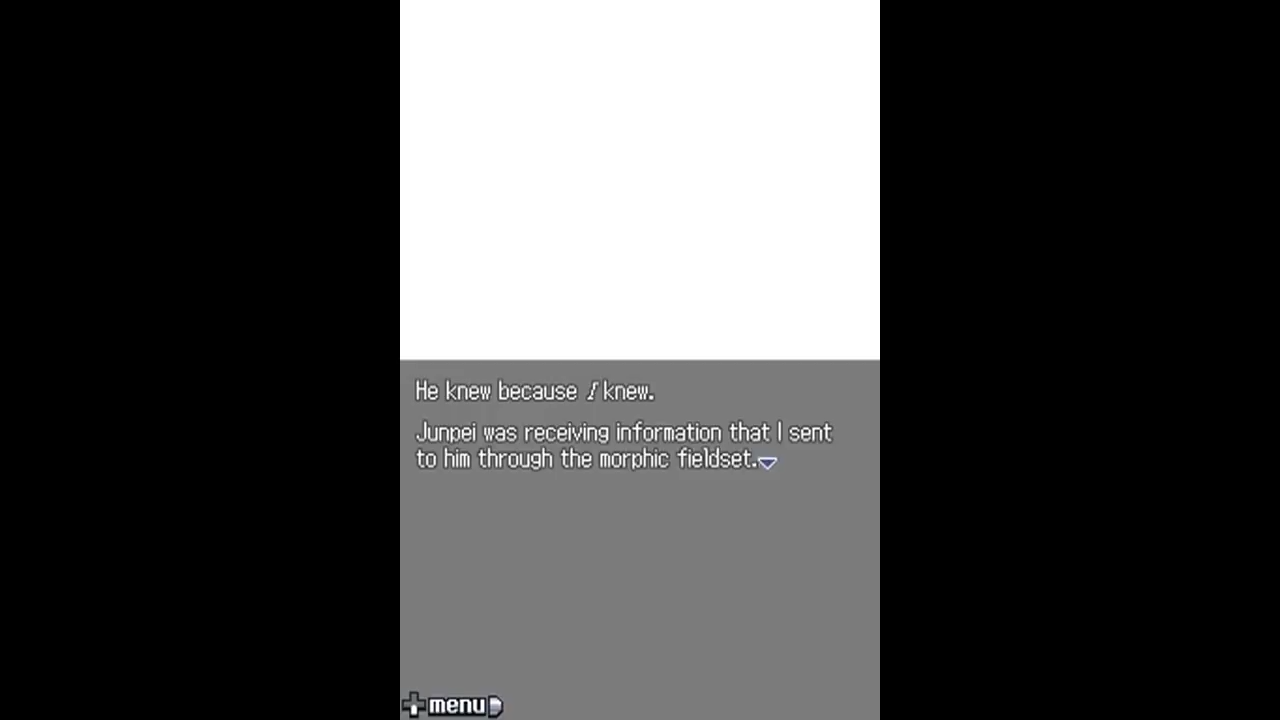 He knew because I knew.
Junpei was receiving information that I sent
to him through the morphic fieldset.
menu